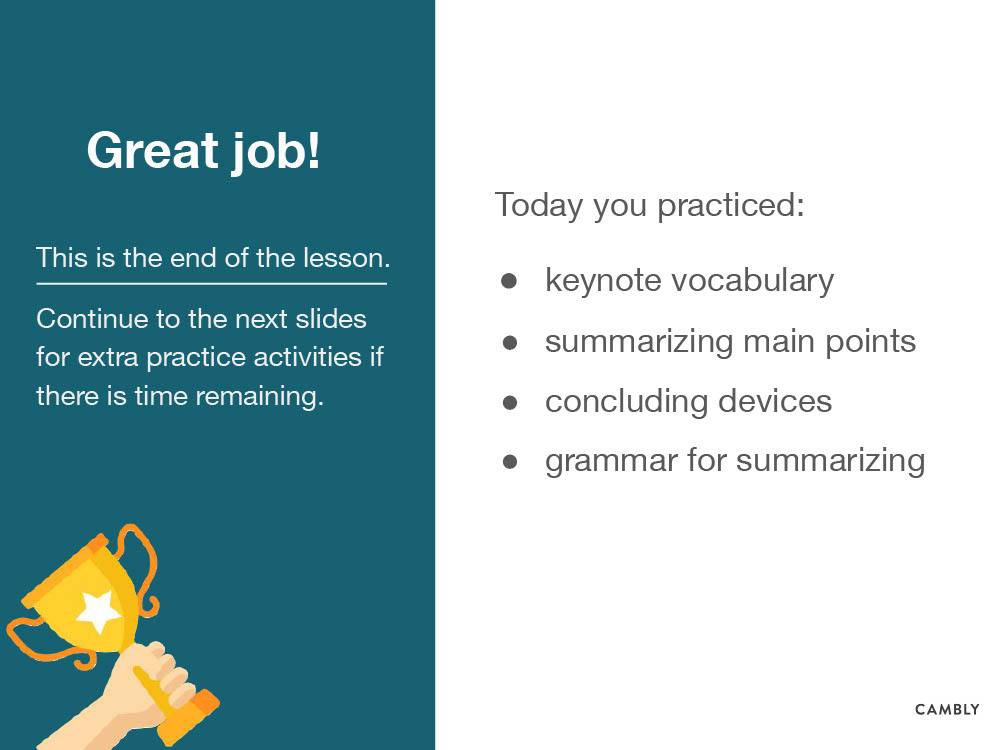 Great job!
This is the end of the lesson.
Continue to the next slides
for extra practice activities if
there is time remaining.
Today you practiced:
● keynote vocabulary
● summarizing main points
● concluding devices
● grammar for summarizing
CAMBLY